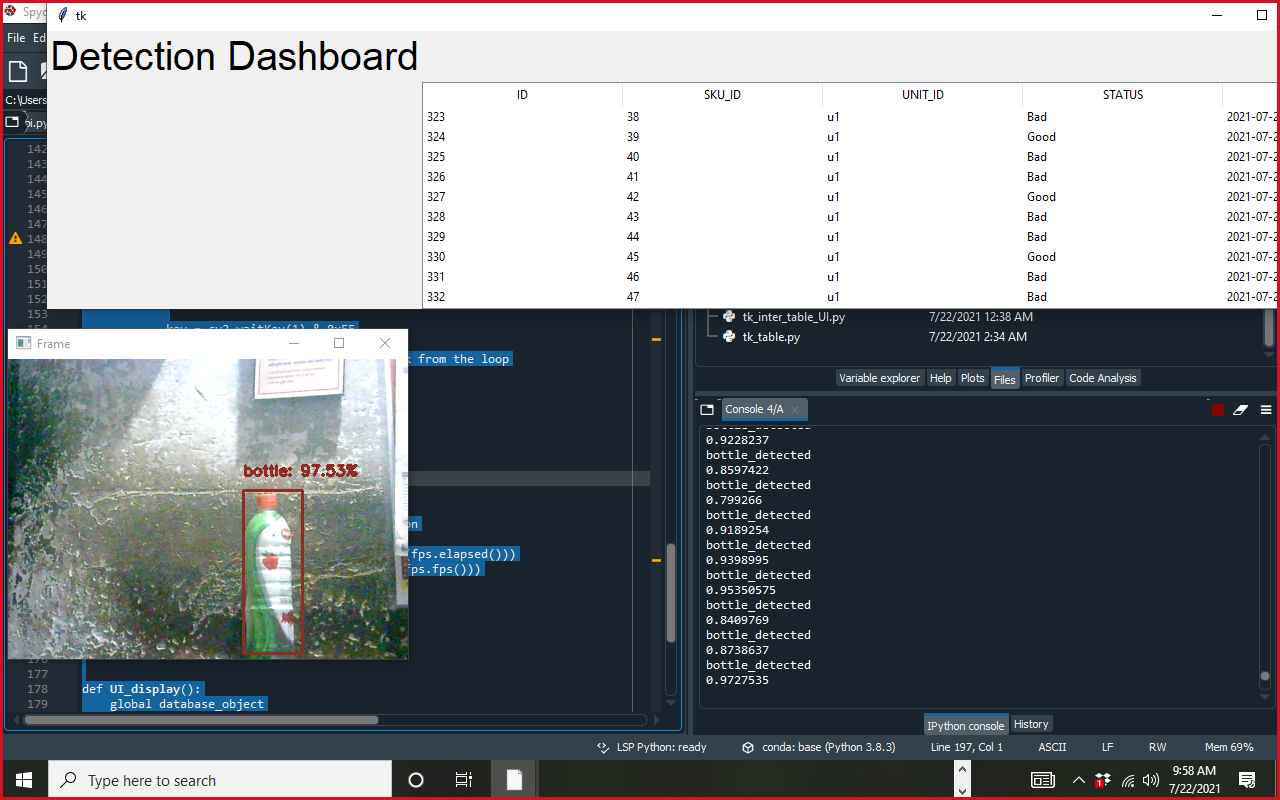 Spyd
tk
File Ed
Detection Dashboard
C:\Users
oi.py
ID SKU_ID UNIT_ID STATUS
323 38 u1 Bad 2021-07-2
324 39 u1 Good 2021-07-2
325 40 u1 Bad 2021-07-2
326 41 u1 Bad 2021-07-2
327 42 u1 Good 2021-07-2
328 43 u1 Bad 2021-07-2
329 44 u1 Bad 2021-07-2
330 45 u1 Good 2021-07-2
331 46 u1 Bad 2021-07-2
332 47 u1 Bad 2021-07-2
142
143
144
145
146
147
148
149
150
151
152
153
key = cv2.waitKey(1) & 0x55
Frame
from the loop
bottle: 97.53%
on
(fps.elapsed()))
fps.fps()))
177
178 def UI_display():
179 global database_object
tk_inter_table_UI.py 7/22/2021 12:38 AM
tk_table.py 7/22/2021 2:34 AM
Variable explorer Help Plots Files Profiler Code Analysis
Console 4/A
bottle_detected
0.9228237
bottle_detected
0.8597422
bottle_detected
0.799266
bottle_detected
0.9189254
bottle_detected
0.9398995
bottle_detected
0.95350575
bottle_detected
0.8409769
bottle_detected
0.8738637
bottle_detected
0.9727535
IPython console History
LSP Python: ready conda: base (Python 3.8.3) Line 197, Col 1 ASCII LF RW Mem 69%
Type here to search
1
9:58 AM
7/22/2021